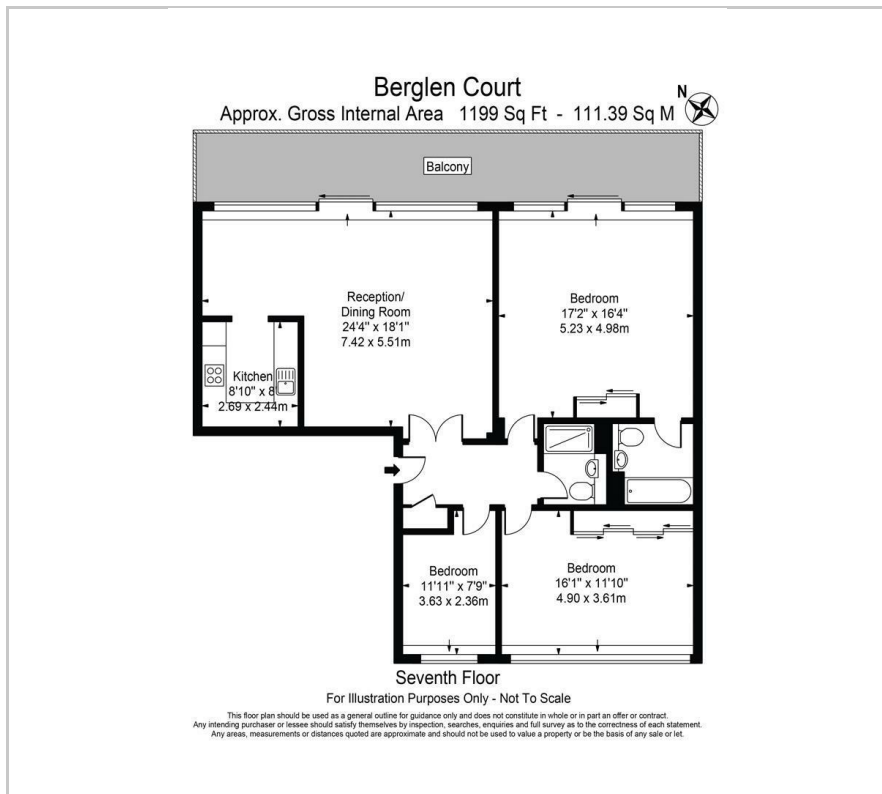 Berglen Court
Approx. Gross Internal Area 1199 Sq Ft - 111.39 Sq M
N
Balcony
Reception/
Dining Room
24'4" x 18'1"
7.42 x 5.51m
Bedroom
17'2" x 16'4"
5.23 x 4.98m
Kitchen
8'10" x 8'
2.69 x 2.44m
Bedroom
11'11" x 7'9"
3.63 x 2.36m
Bedroom
16'1" x 11'10"
4.90 x 3.61m
Seventh Floor
For Illustration Purposes Only - Not To Scale
This floor plan should be used as a general outline for guidance only and does not constitute in whole or in part an offer or contract.
Any intending purchaser or lessee should satisfy themselves by inspection, searches, enquiries and full survey as to the correctness of each statement.
Any areas, measurements or distances quoted are approximate and should not be used to value a property or be the basis of any sale or let.